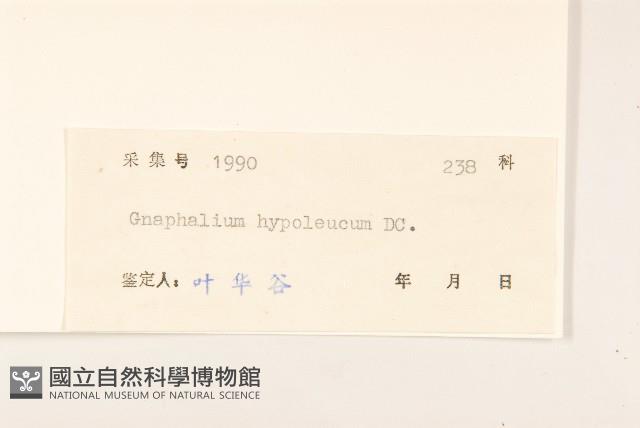 采集号 1990 238 科
Gnaphalium hypoleucum DC.
鉴定人: 叶华谷 年 月 日
國立自然科學博物館
NATIONAL MUSEUM OF NATURAL SCIENCE